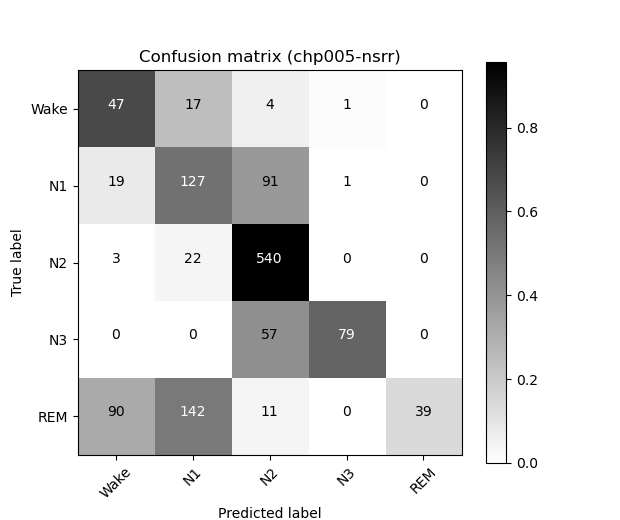 Confusion matrix (chp005-nsrr)
True label
Wake 47 17 4 1 0
N1 19 127 91 1 0
N2 3 22 540 0 0
N3 0 0 57 79 0
REM 90 142 11 0 39
Wake N1 N2 N3 REM
Predicted label
0.8
0.6
0.4
0.2
0.0